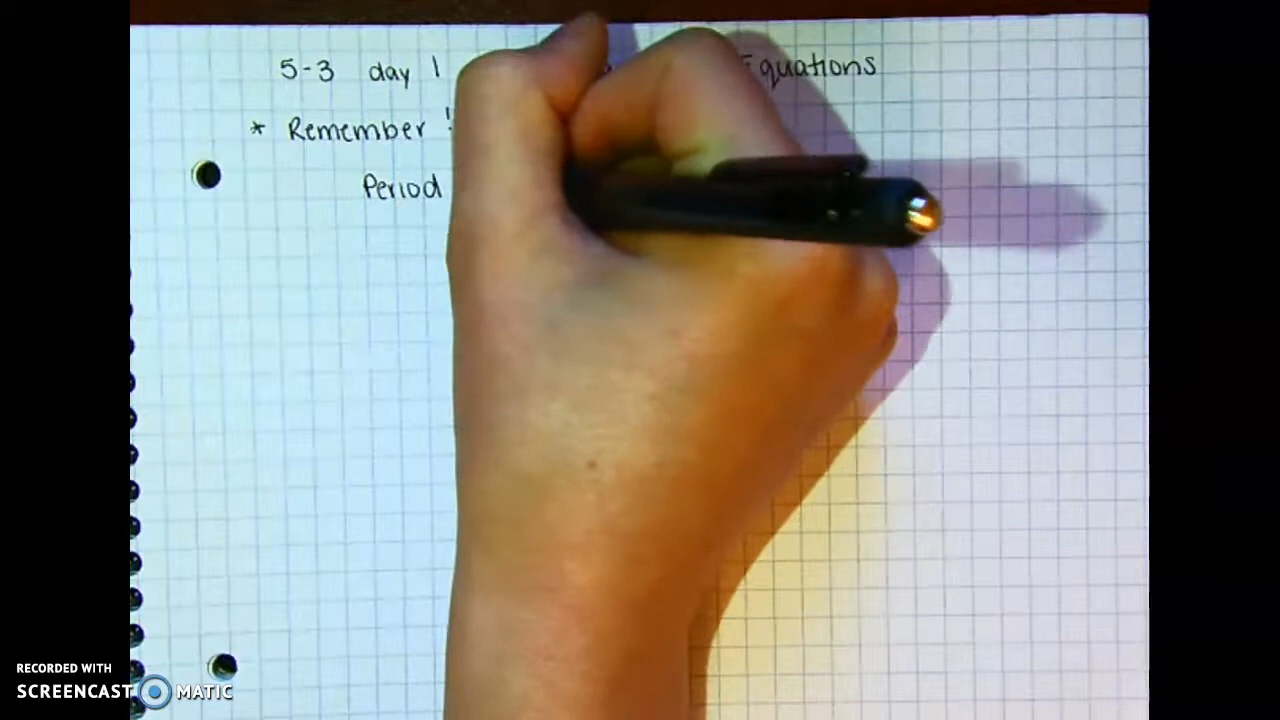 5-3 day 1 Equations
* Remember !
Period
RECORDED WITH
SCREENCAST MATIC